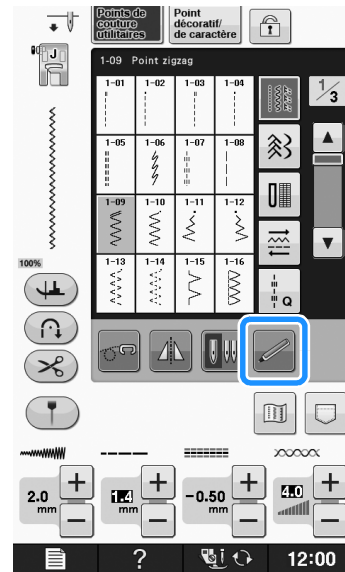 Points de
couture
utilitaires
Point
décoratif/
de caractère
J
1-09 Point zigzag
1-01 1-02 1-03 1-04
1/3
1-05 1-06 1-07 1-08
1-09 1-10 1-11 1-12
1-13 1-14 1-15 1-16
100%
Q
2.0 mm + −
1.4 mm + −
-0.50 mm + −
4.0 + −
? 12:00